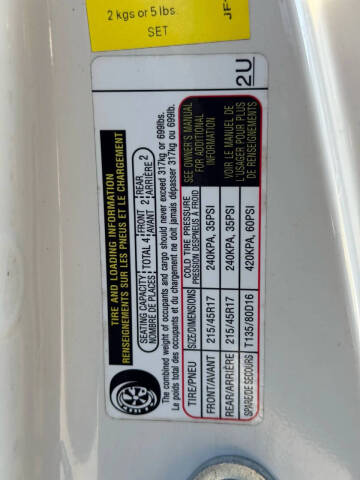 2 kgs or 5 lbs.
SET
TIRE AND LOADING INFORMATION
RENSEIGNEMENTS SUR LES PNEUS ET LE CHARGEMENT
SEATING CAPACITY TOTAL 4 FRONT 2 REAR 2
NOMBRE DE PLACES AVANT ARRIÈRE
The combined weight of occupants and cargo should never exceed 317kg or 699lbs.
Le poids total des occupants et du chargement ne doit jamais dépasser 317kg ou 699lb.
TIRE/PNEU SIZE/DIMENSIONS COLD TIRE PRESSURE
PRESSION DES PNEUS À FROID
FRONT/AVANT 215/45R17 240KPA, 35PSI
REAR/ARRIÈRE 215/45R17 240KPA, 35PSI
SPARE/DE SECOURS T135/80D16 420KPA, 60PSI
SEE OWNER'S MANUAL
FOR ADDITIONAL
INFORMATION
VOIR LE MANUEL DE
L'USAGER POUR PLUS
DE RENSEIGNEMENTS
2U